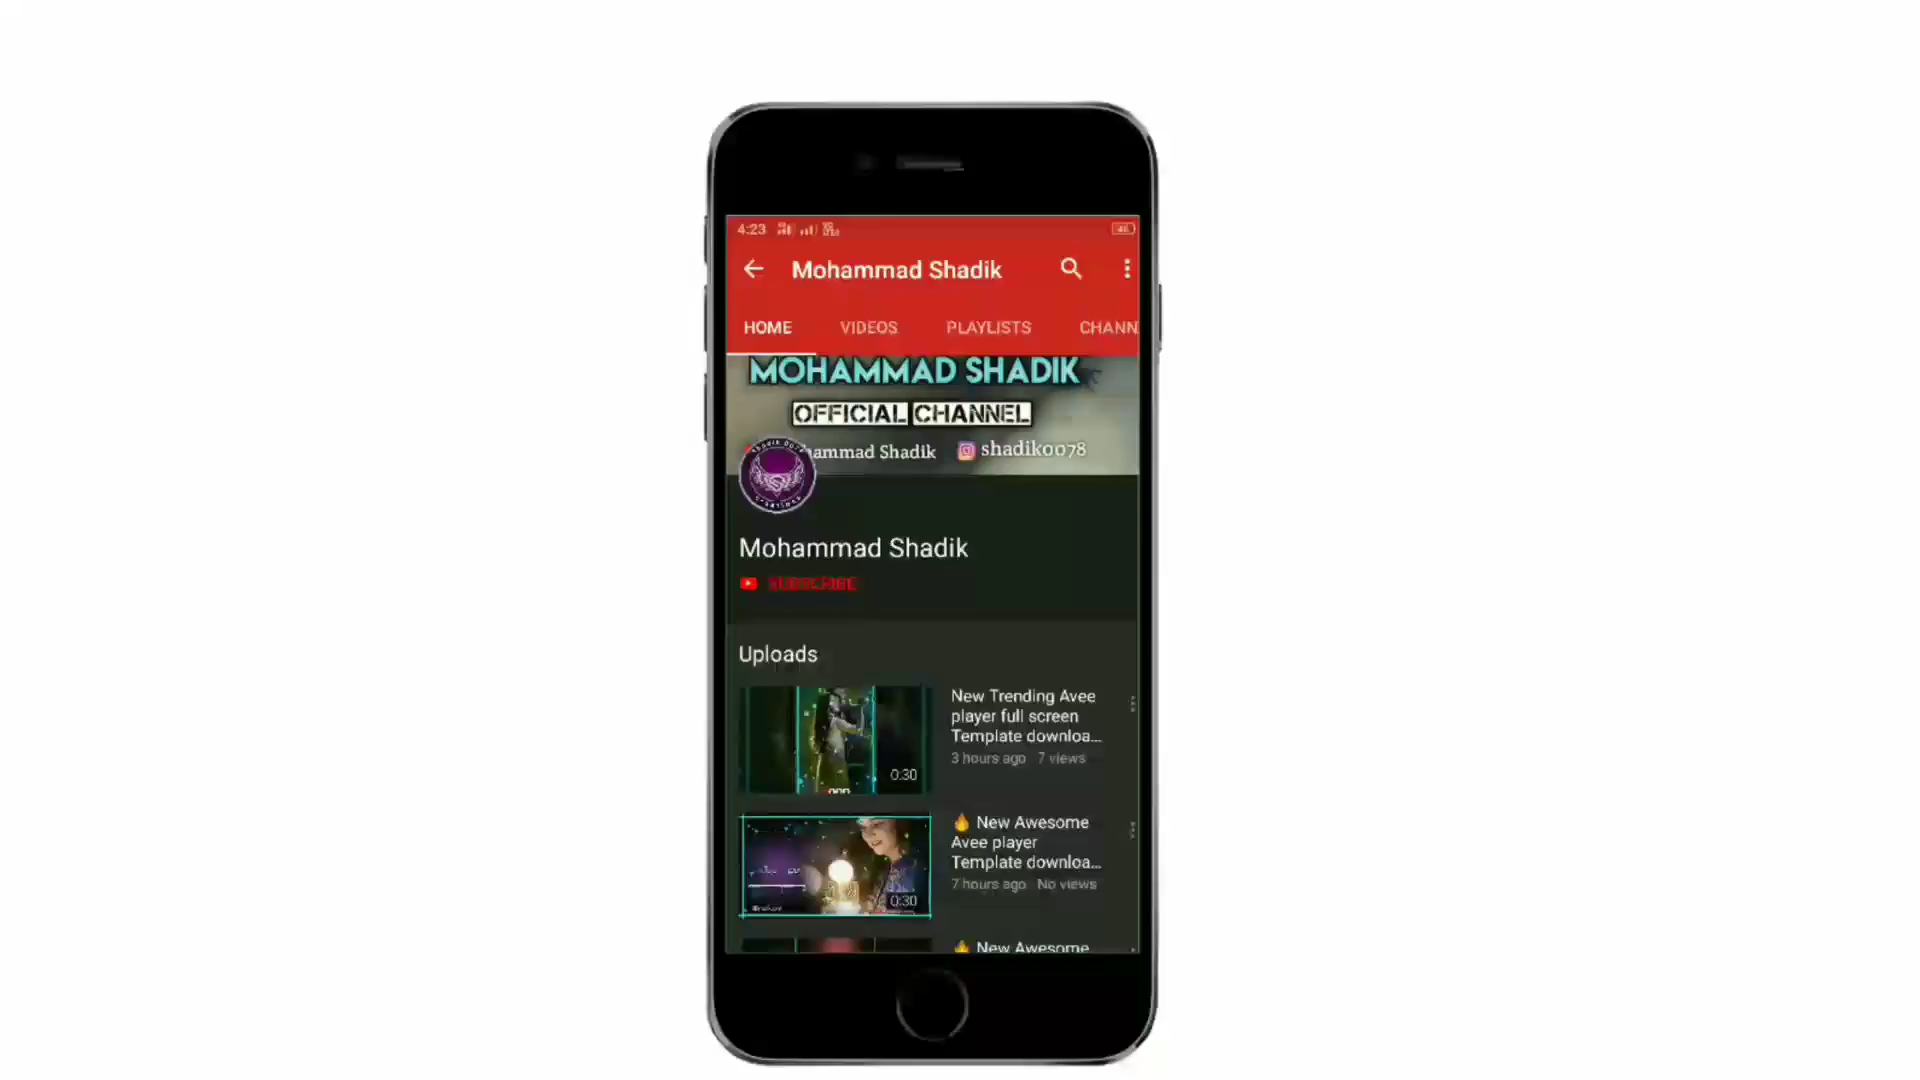 4:23
Mohammad Shadik
HOME VIDEOS PLAYLISTS CHANN
MOHAMMAD SHADIK
OFFICIAL CHANNEL
ammad Shadik shadik0078
Mohammad Shadik
SUBSCRIBE
Uploads
New Trending Avee
player full screen
Template downloa...
3 hours ago 7 views
0:30
🔥 New Awesome
Avee player
Template downloa...
7 hours ago No views
0:30
🔥 New Awesome